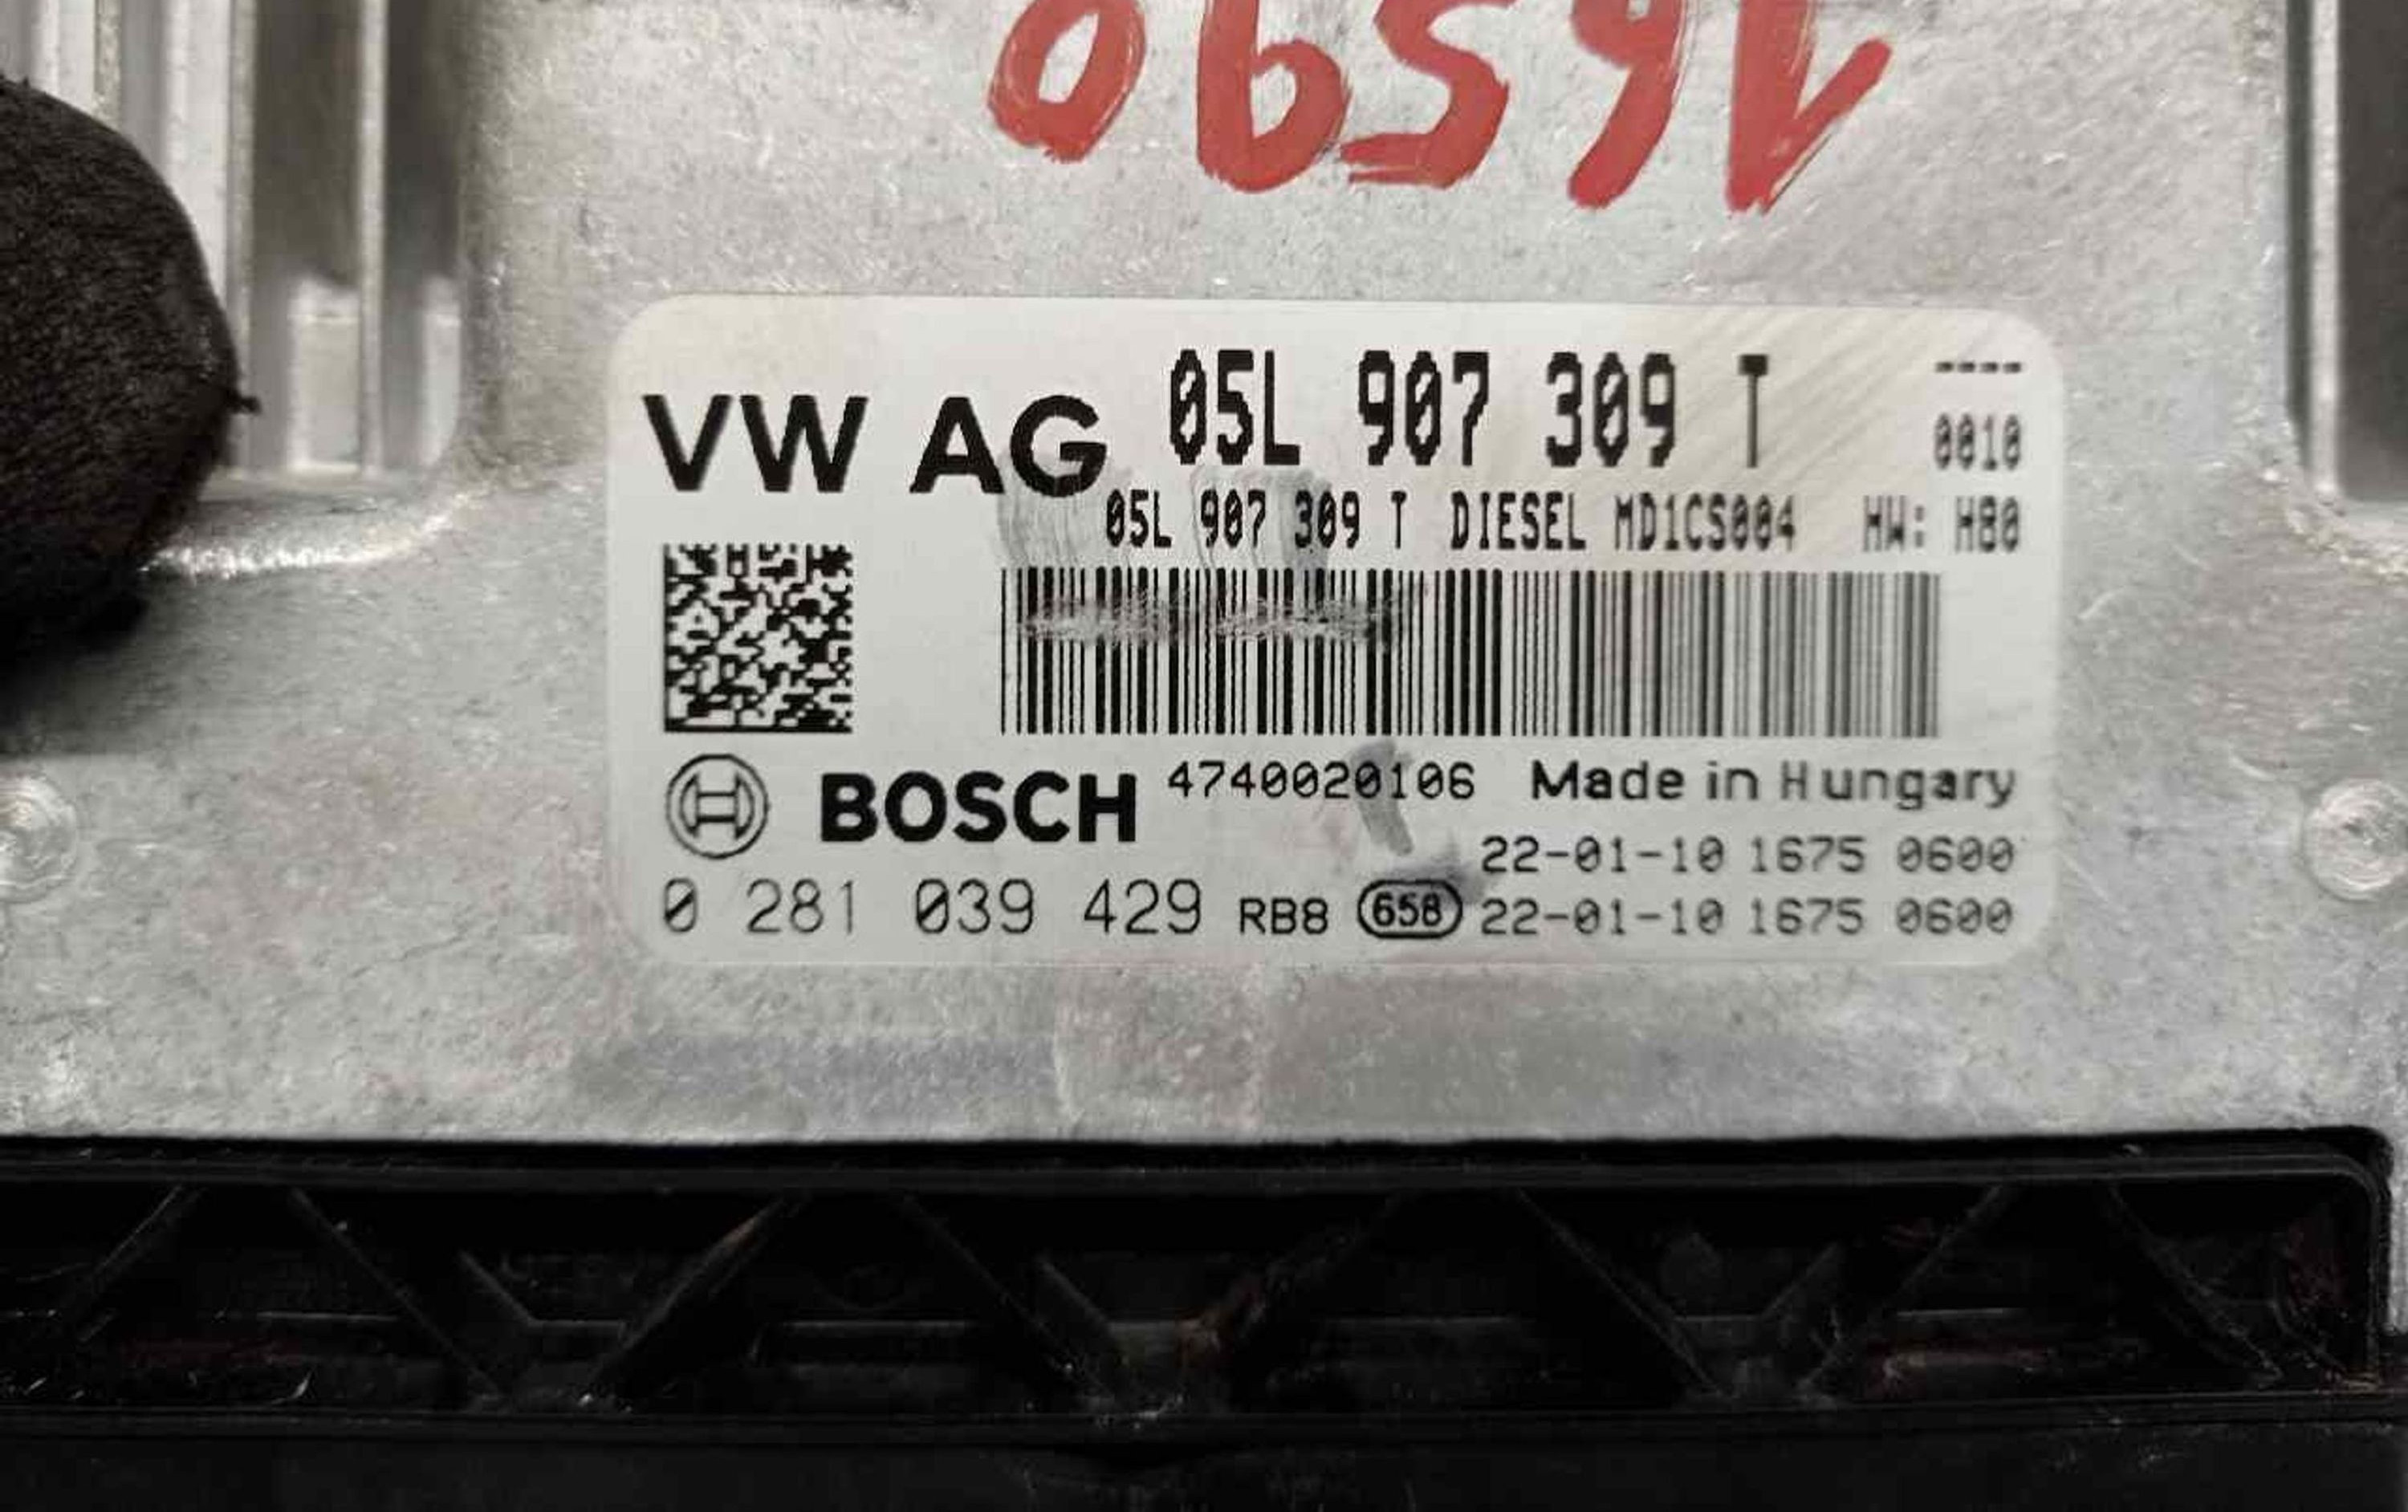 16590
VW AG 05L 907 309 T ----
0010
05L 907 309 T DIESEL MD1CS004 HW: H80
BOSCH 4740020106 Made in Hungary
22-01-10 1675 0600
0 281 039 429 RB8 658 22-01-10 1675 0600